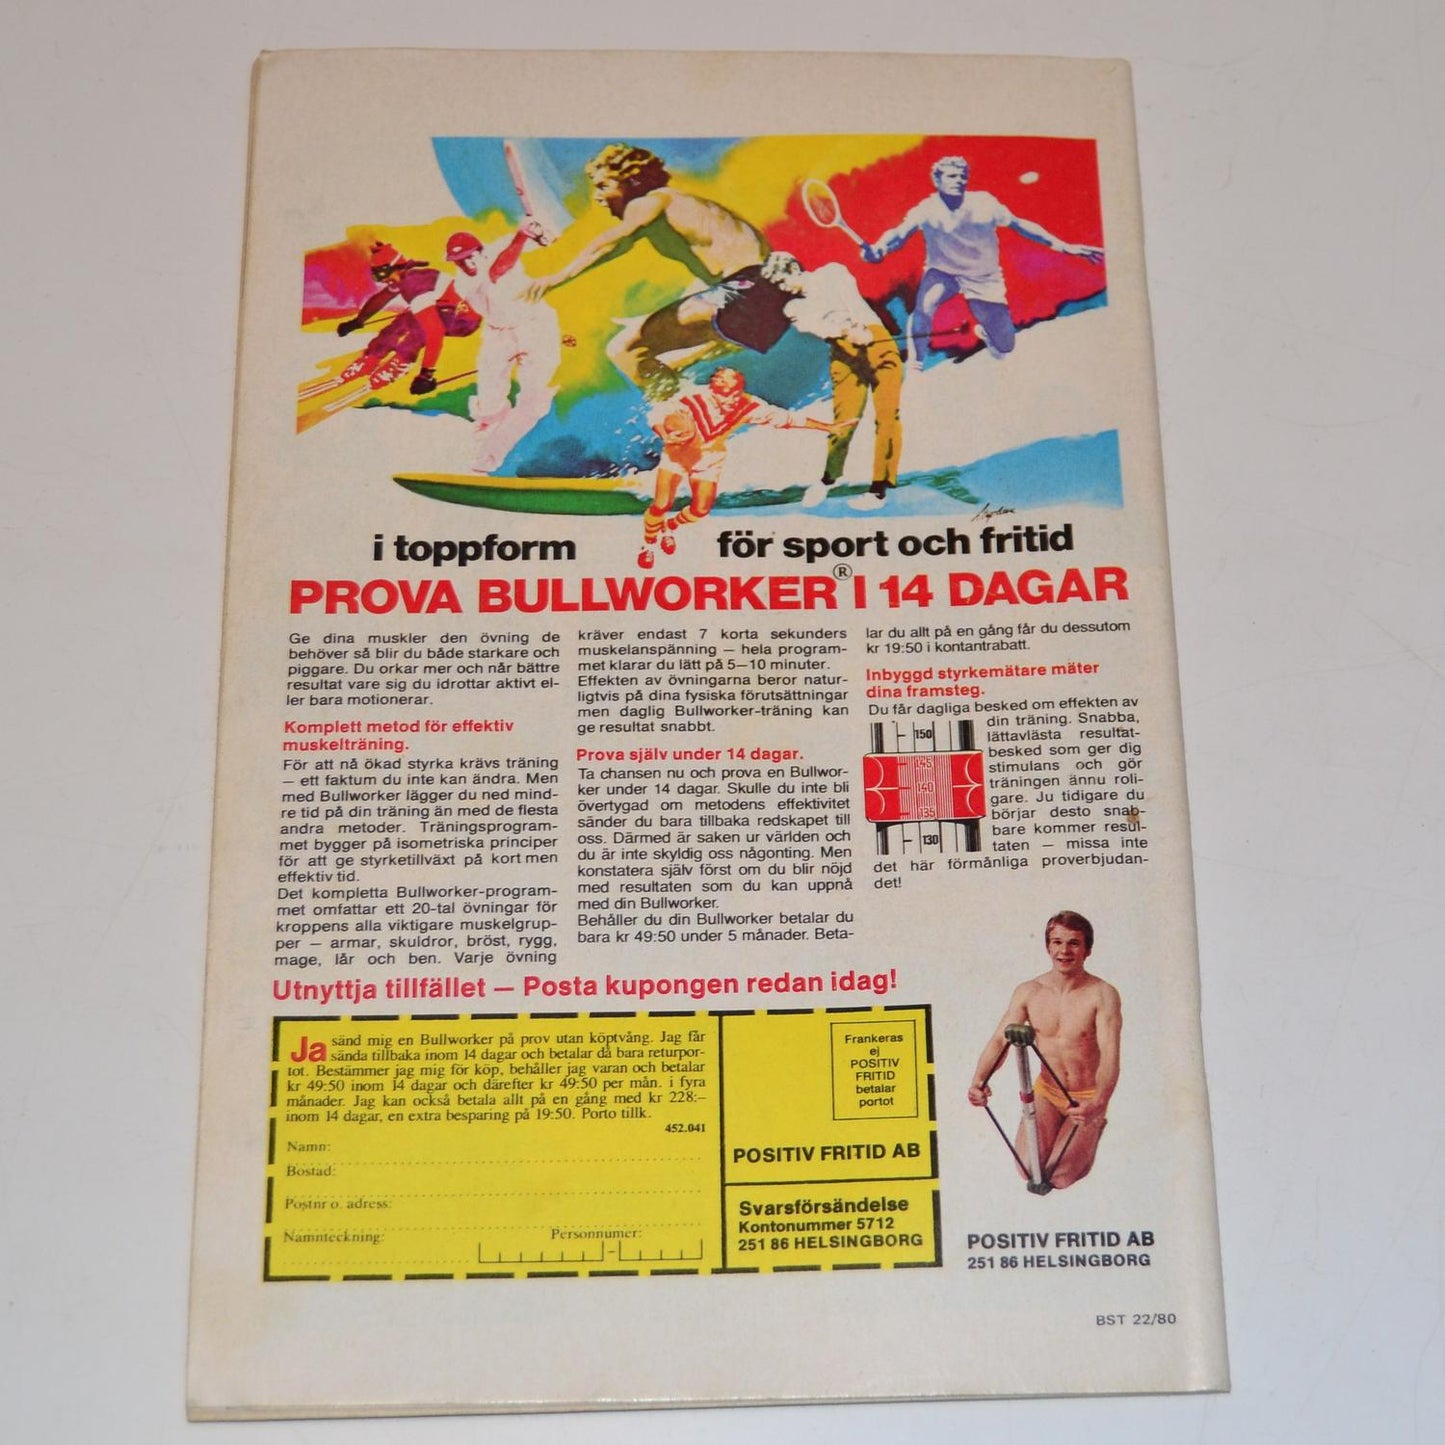 i toppform för sport och fritid
PROVA BULLWORKER® I 14 DAGAR
Ge dina muskler den övning de
behöver så blir du både starkare och
piggare. Du orkar mer och når bättre
resultat vare sig du idrottar aktivt el-
ler bara motionerar.
Komplett metod för effektiv
muskelträning.
För att nå ökad styrka krävs träning
– ett faktum du inte kan ändra. Men
med Bullworker lägger du ned mind-
re tid på din träning än med de flesta
andra metoder. Träningsprogram-
met bygger på isometriska principer
för att ge styrketillväxt på kort men
effektiv tid.
Det kompletta Bullworker-program-
met omfattar ett 20-tal övningar för
kroppens alla viktigare muskelgrup-
per – armar, skuldror, bröst, rygg,
mage, lår och ben. Varje övning
kräver endast 7 korta sekunders
muskelanspänning – hela program-
met klarar du lätt på 5–10 minuter.
Effekten av övningarna beror natur-
ligtvis på dina fysiska förutsättningar
men daglig Bullworker-träning kan
ge resultat snabbt.
Prova själv under 14 dagar.
Ta chansen nu och prova en Bullwor-
ker under 14 dagar. Skulle du inte bli
övertygad om metodens effektivitet
sänder du bara tillbaka redskapet till
oss. Därmed är saken ur världen och
du är inte skyldig oss någonting. Men
konstatera själv först om du blir nöjd
med resultaten som du kan uppnå
med din Bullworker.
Behåller du din Bullworker betalar du
bara kr 49:50 under 5 månader. Beta-
lar du allt på en gång får du dessutom
kr 19:50 i kontantrabatt.
Inbyggd styrkemätare mäter
dina framsteg.
Du får dagliga besked om effekten av
din träning. Snabba,
lättavlästa resultat-
besked som ger dig
stimulans och gör
träningen ännu roli-
gare. Ju tidigare du
börjar desto snab-
bare kommer resul-
taten – missa inte
det här förmånliga proverbjudan-
det!
150
145
140
135
130
Utnyttja tillfället – Posta kupongen redan idag!
Ja sänd mig en Bullworker på prov utan köptvång. Jag får
sända tillbaka inom 14 dagar och betalar då bara returpor-
tot. Bestämmer jag mig för köp, behåller jag varan och betalar
kr 49:50 inom 14 dagar och därefter kr 49:50 per mån. i fyra
månader. Jag kan också betala allt på en gång med kr 228:–
inom 14 dagar, en extra besparing på 19:50. Porto tillk.
452.041
Namn:
Bostad:
Postnr o. adress:
Namnteckning: Personnumer:
Frankeras
ej
POSITIV
FRITID
betalar
portot
POSITIV FRITID AB
Svarsförsändelse
Kontonummer 5712
251 86 HELSINGBORG
POSITIV FRITID AB
251 86 HELSINGBORG
BST 22/80